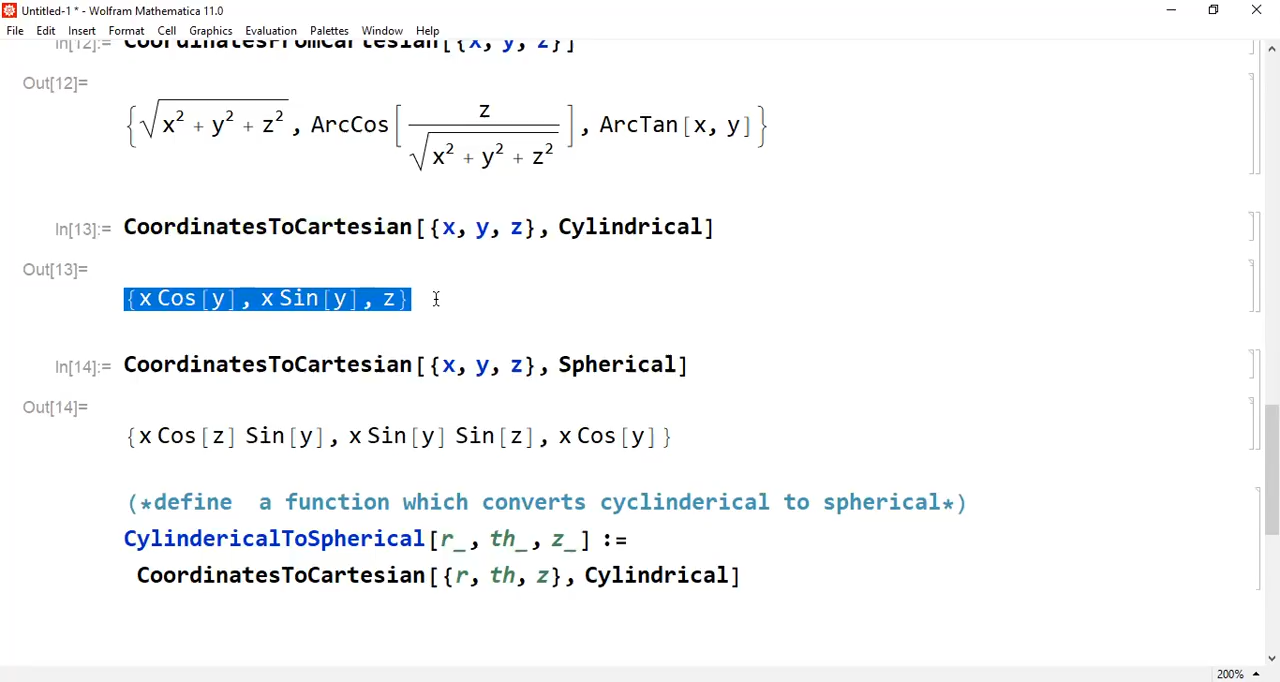 Untitled-1 * - Wolfram Mathematica 11.0
File Edit Insert Format Cell Graphics Evaluation Palettes Window Help
In[12]:= CoordinatesFromCartesian[{x, y, z}]
Out[12]=
{√x² + y² + z², ArcCos[z/√x² + y² + z²], ArcTan[x, y]}
In[13]:= CoordinatesToCartesian[{x, y, z}, Cylindrical]
Out[13]=
{x Cos[y], x Sin[y], z}
In[14]:= CoordinatesToCartesian[{x, y, z}, Spherical]
Out[14]=
{x Cos[z] Sin[y], x Sin[y] Sin[z], x Cos[y]}
(*define a function which converts cyclinderical to spherical*)
CylindericalToSpherical[r_, th_, z_] :=
CoordinatesToCartesian[{r, th, z}, Cylindrical]
200%